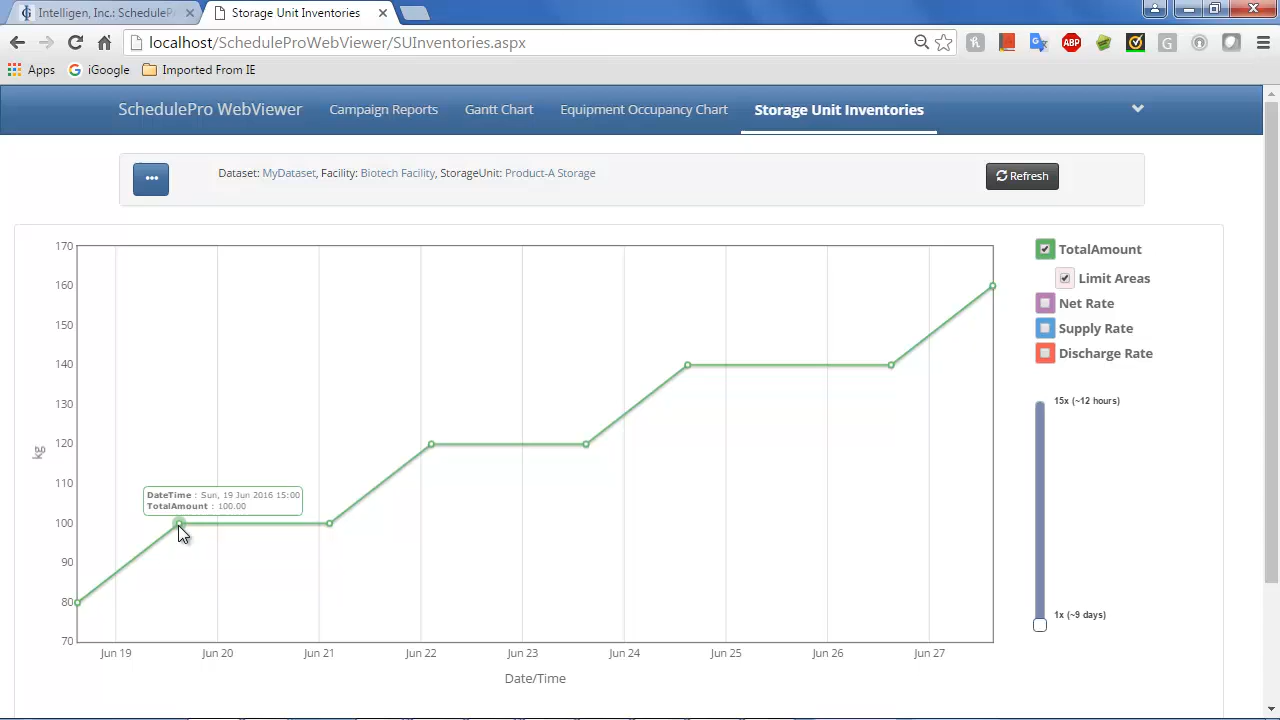 Intelligen, Inc.: SchedulePr
Storage Unit Inventories
localhost/ScheduleProWebViewer/SUInventories.aspx
Apps iGoogle Imported From IE
SchedulePro WebViewer Campaign Reports Gantt Chart Equipment Occupancy Chart Storage Unit Inventories
Dataset: MyDataset, Facility: Biotech Facility, StorageUnit: Product-A Storage
Refresh
170
160
150
140
130
120
110
100
90
80
70
kg
DateTime : Sun, 19 Jun 2016 15:00
TotalAmount : 100.00
Jun 19 Jun 20 Jun 21 Jun 22 Jun 23 Jun 24 Jun 25 Jun 26 Jun 27
Date/Time
TotalAmount
Limit Areas
Net Rate
Supply Rate
Discharge Rate
15x (~12 hours)
1x (~9 days)
ABP